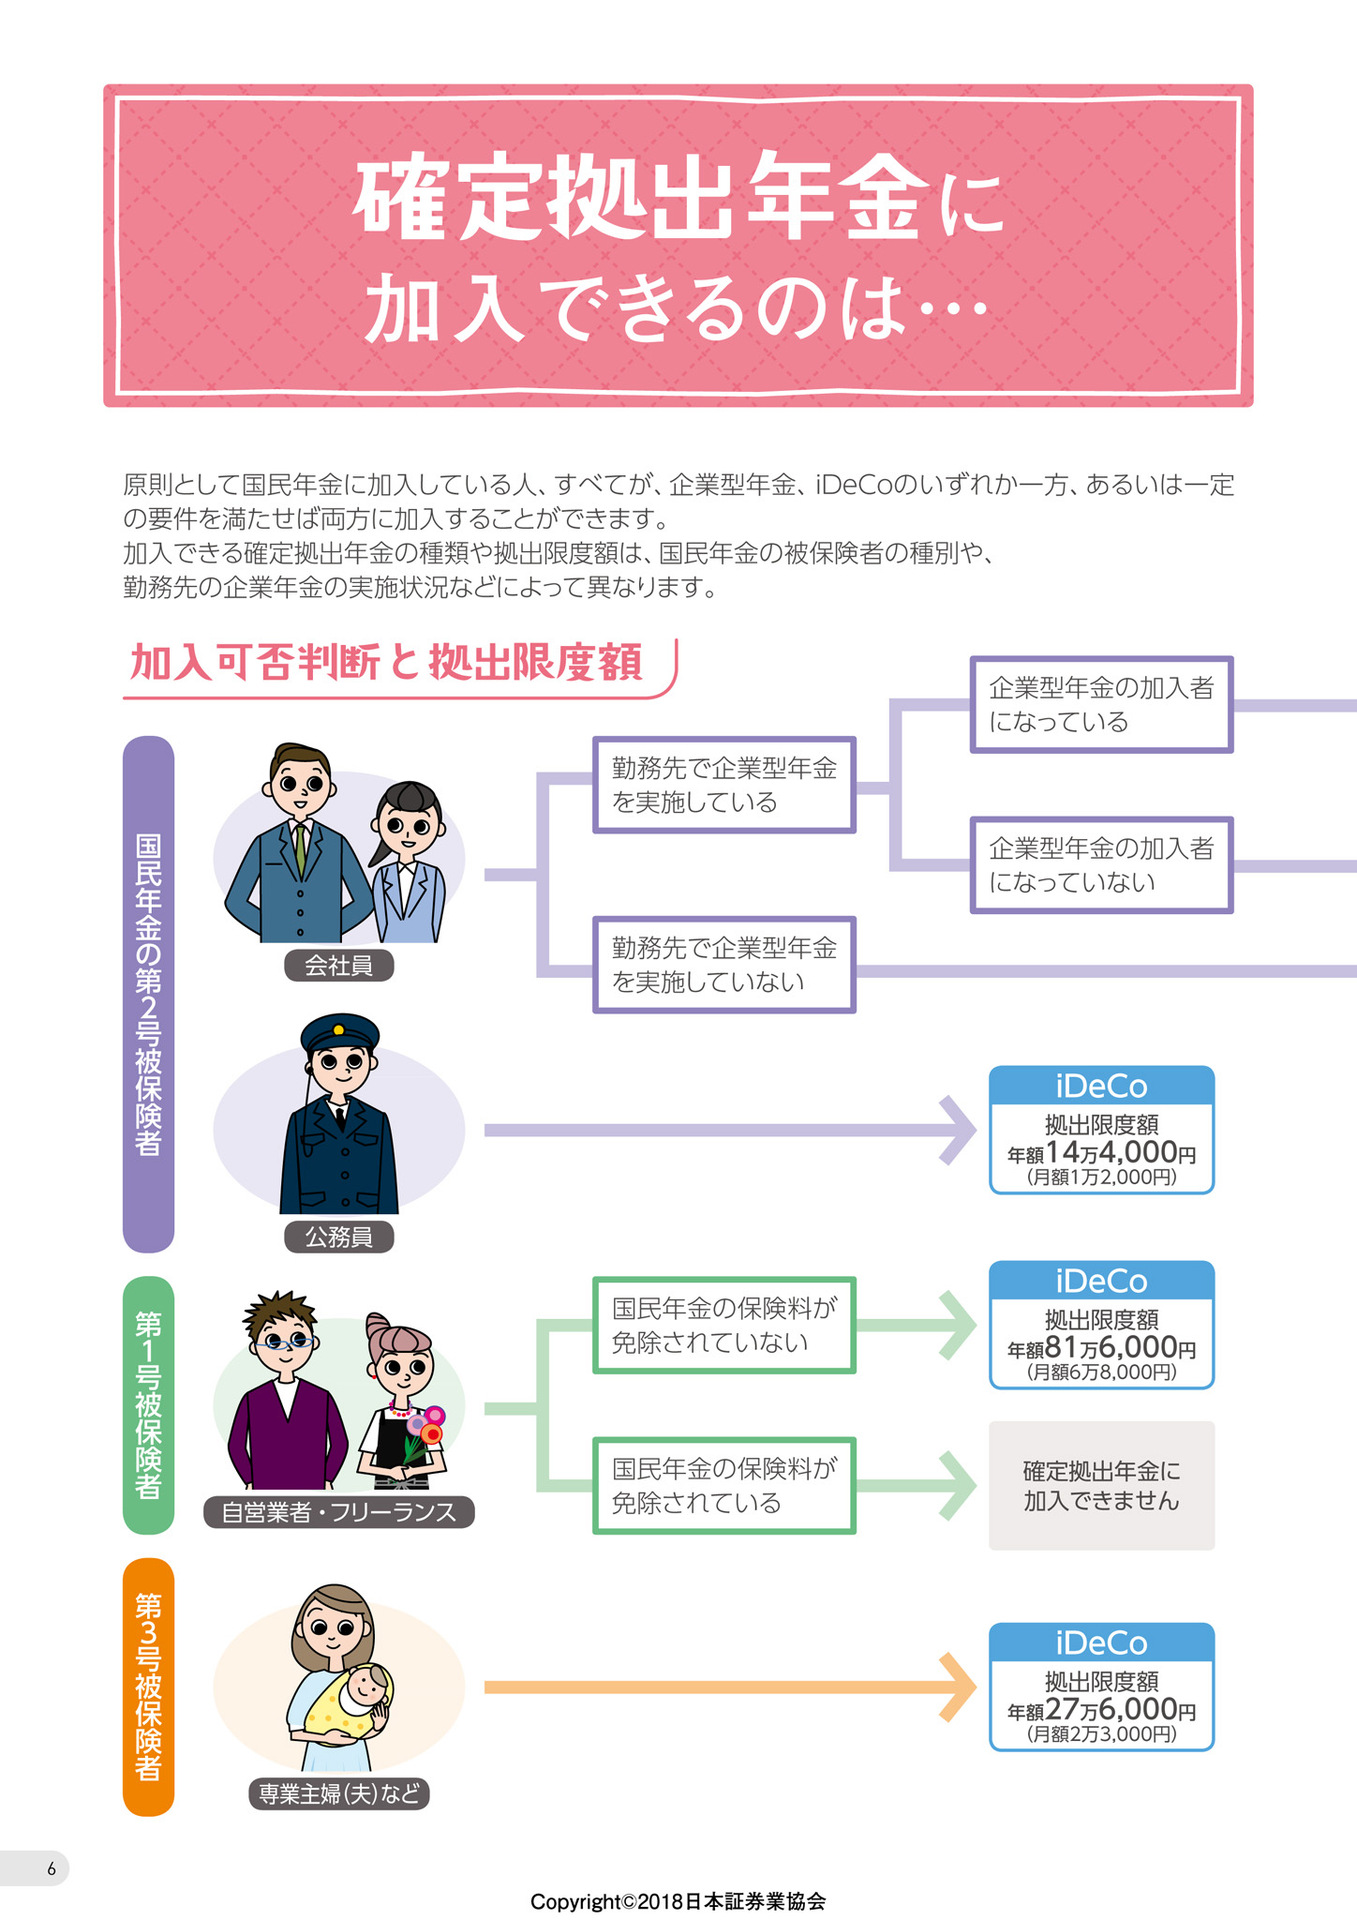 確定拠出年金に
加入できるのは…
原則として国民年金に加入している人、すべてが、企業型年金、iDeCoのいずれか一方、あるいは一定
の要件を満たせば両方に加入することができます。
加入できる確定拠出年金の種類や拠出限度額は、国民年金の被保険者の種別や、
勤務先の企業年金の実施状況などによって異なります。
加入可否判断と拠出限度額
国民年金の第2号被保険者
会社員
勤務先で企業型年金
を実施している
企業型年金の加入者
になっている
企業型年金の加入者
になっていない
勤務先で企業型年金
を実施していない
公務員
iDeCo
拠出限度額
年額14万4,000円
(月額1万2,000円)
第1号被保険者
自営業者・フリーランス
国民年金の保険料が
免除されていない
iDeCo
拠出限度額
年額81万6,000円
(月額6万8,000円)
国民年金の保険料が
免除されている
確定拠出年金に
加入できません
第3号被保険者
専業主婦(夫)など
iDeCo
拠出限度額
年額27万6,000円
(月額2万3,000円)
6
Copyright©2018日本証券業協会